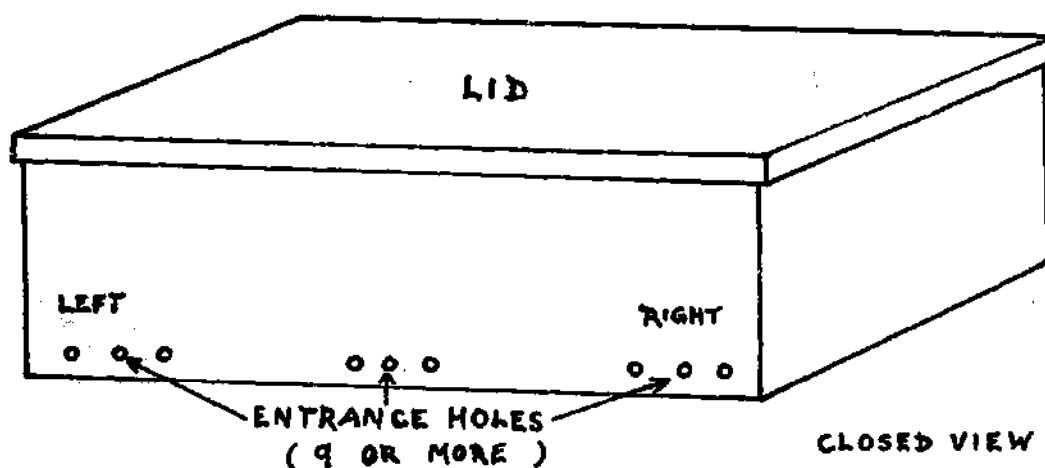 LID
LEFT
RIGHT
ENTRANCE HOLES
( 9 OR MORE )
CLOSED VIEW